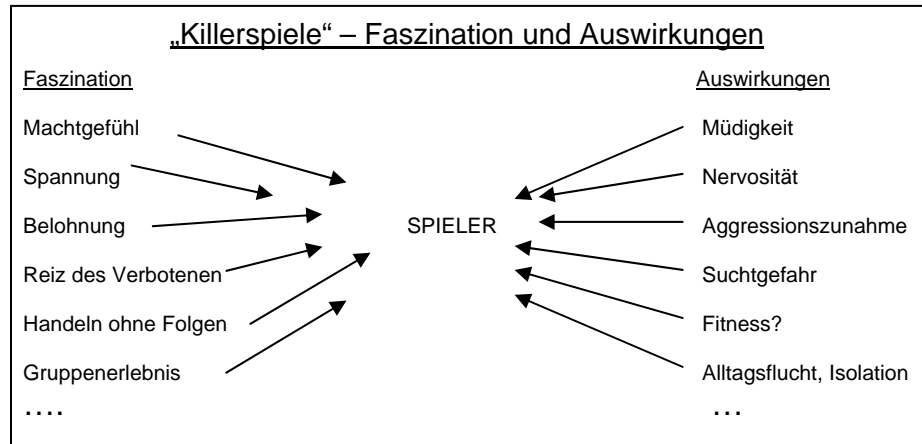 „Killerspiele“ – Faszination und Auswirkungen
Faszination
Auswirkungen
Machtgefühl
Müdigkeit
Spannung
Nervosität
Belohnung
SPIELER
Aggressionszunahme
Reiz des Verbotenen
Suchtgefahr
Handeln ohne Folgen
Fitness?
Gruppenerlebnis
Alltagsflucht, Isolation
….
…